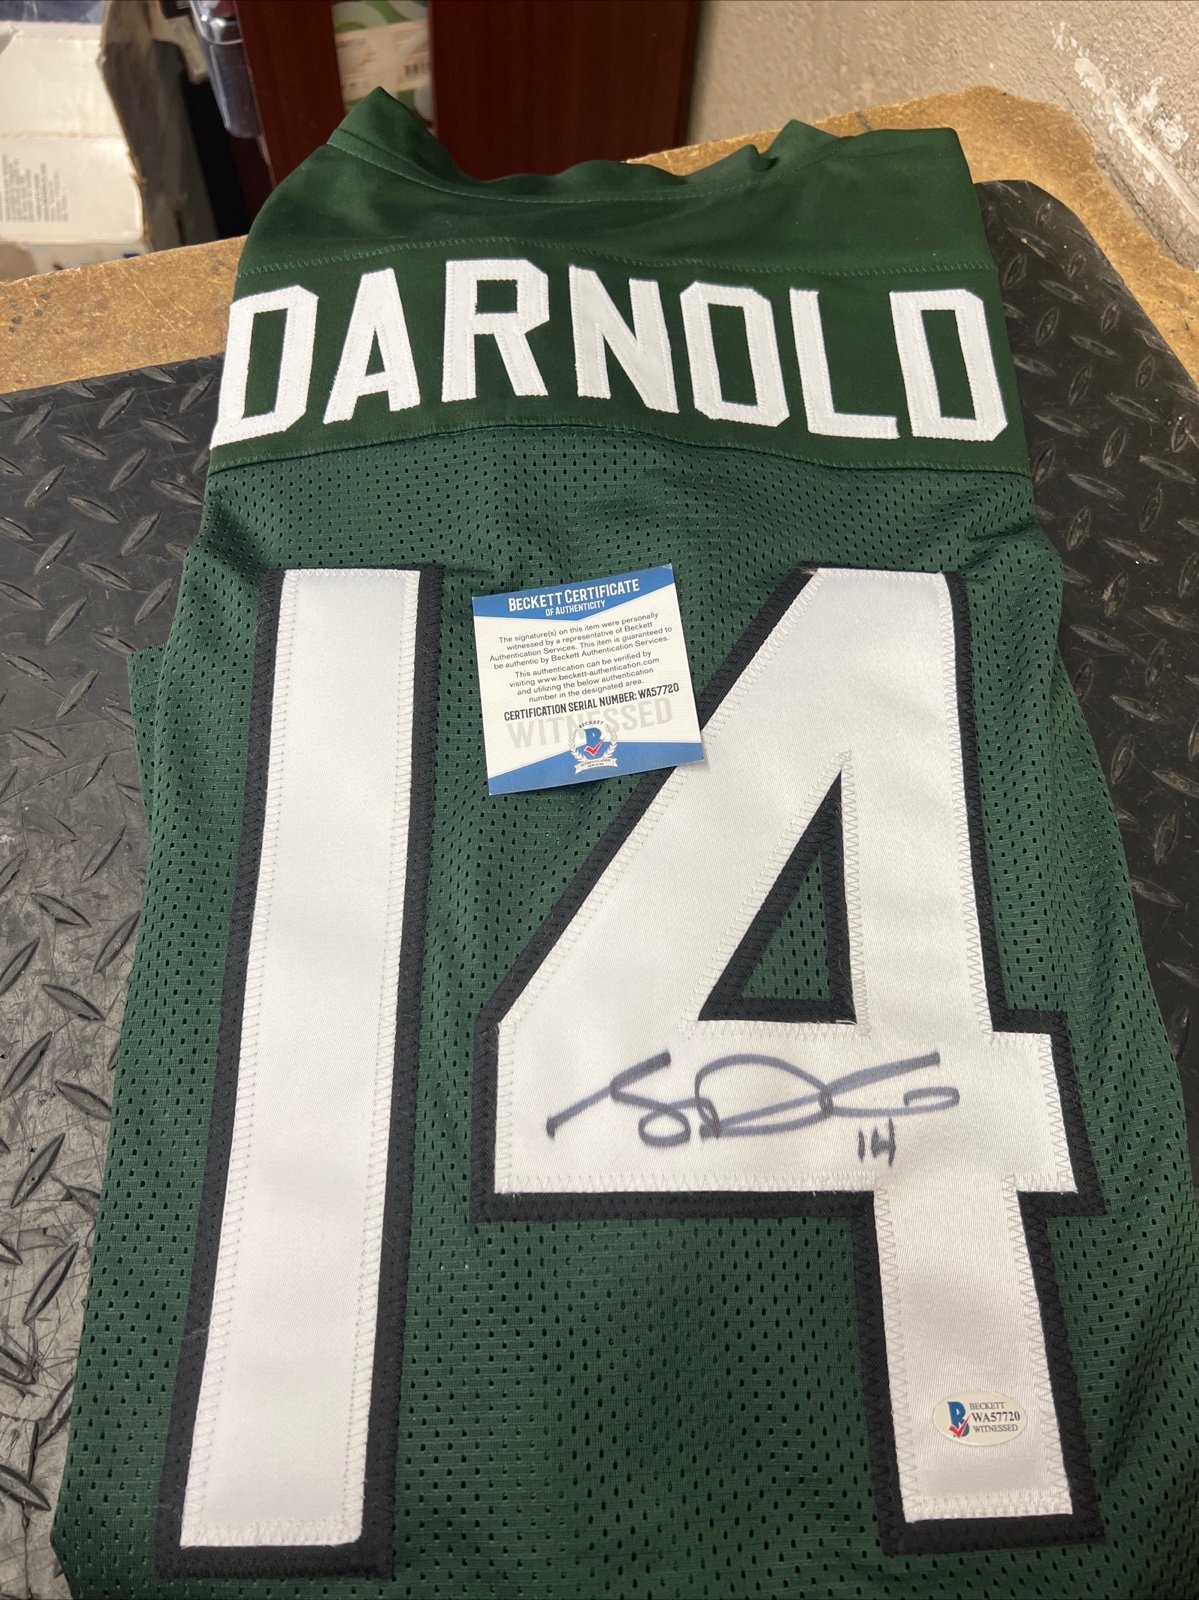 DARNOLD
14
BECKETT CERTIFICATE
OF AUTHENTICITY
The signature(s) on this item were personally
witnessed by a representative of Beckett
Authentication Services. This item is guaranteed to
be authentic by Beckett Authentication Services.
This authentication can be verified by
visiting www.beckett-authentication.com
and utilizing the below authentication
number in the designated area.
CERTIFICATION SERIAL NUMBER: WA57720
WITNESSED
BECKETT
B
AUTHENTICATION
SERVICES
14
B
BECKETT
WA57720
WITNESSED